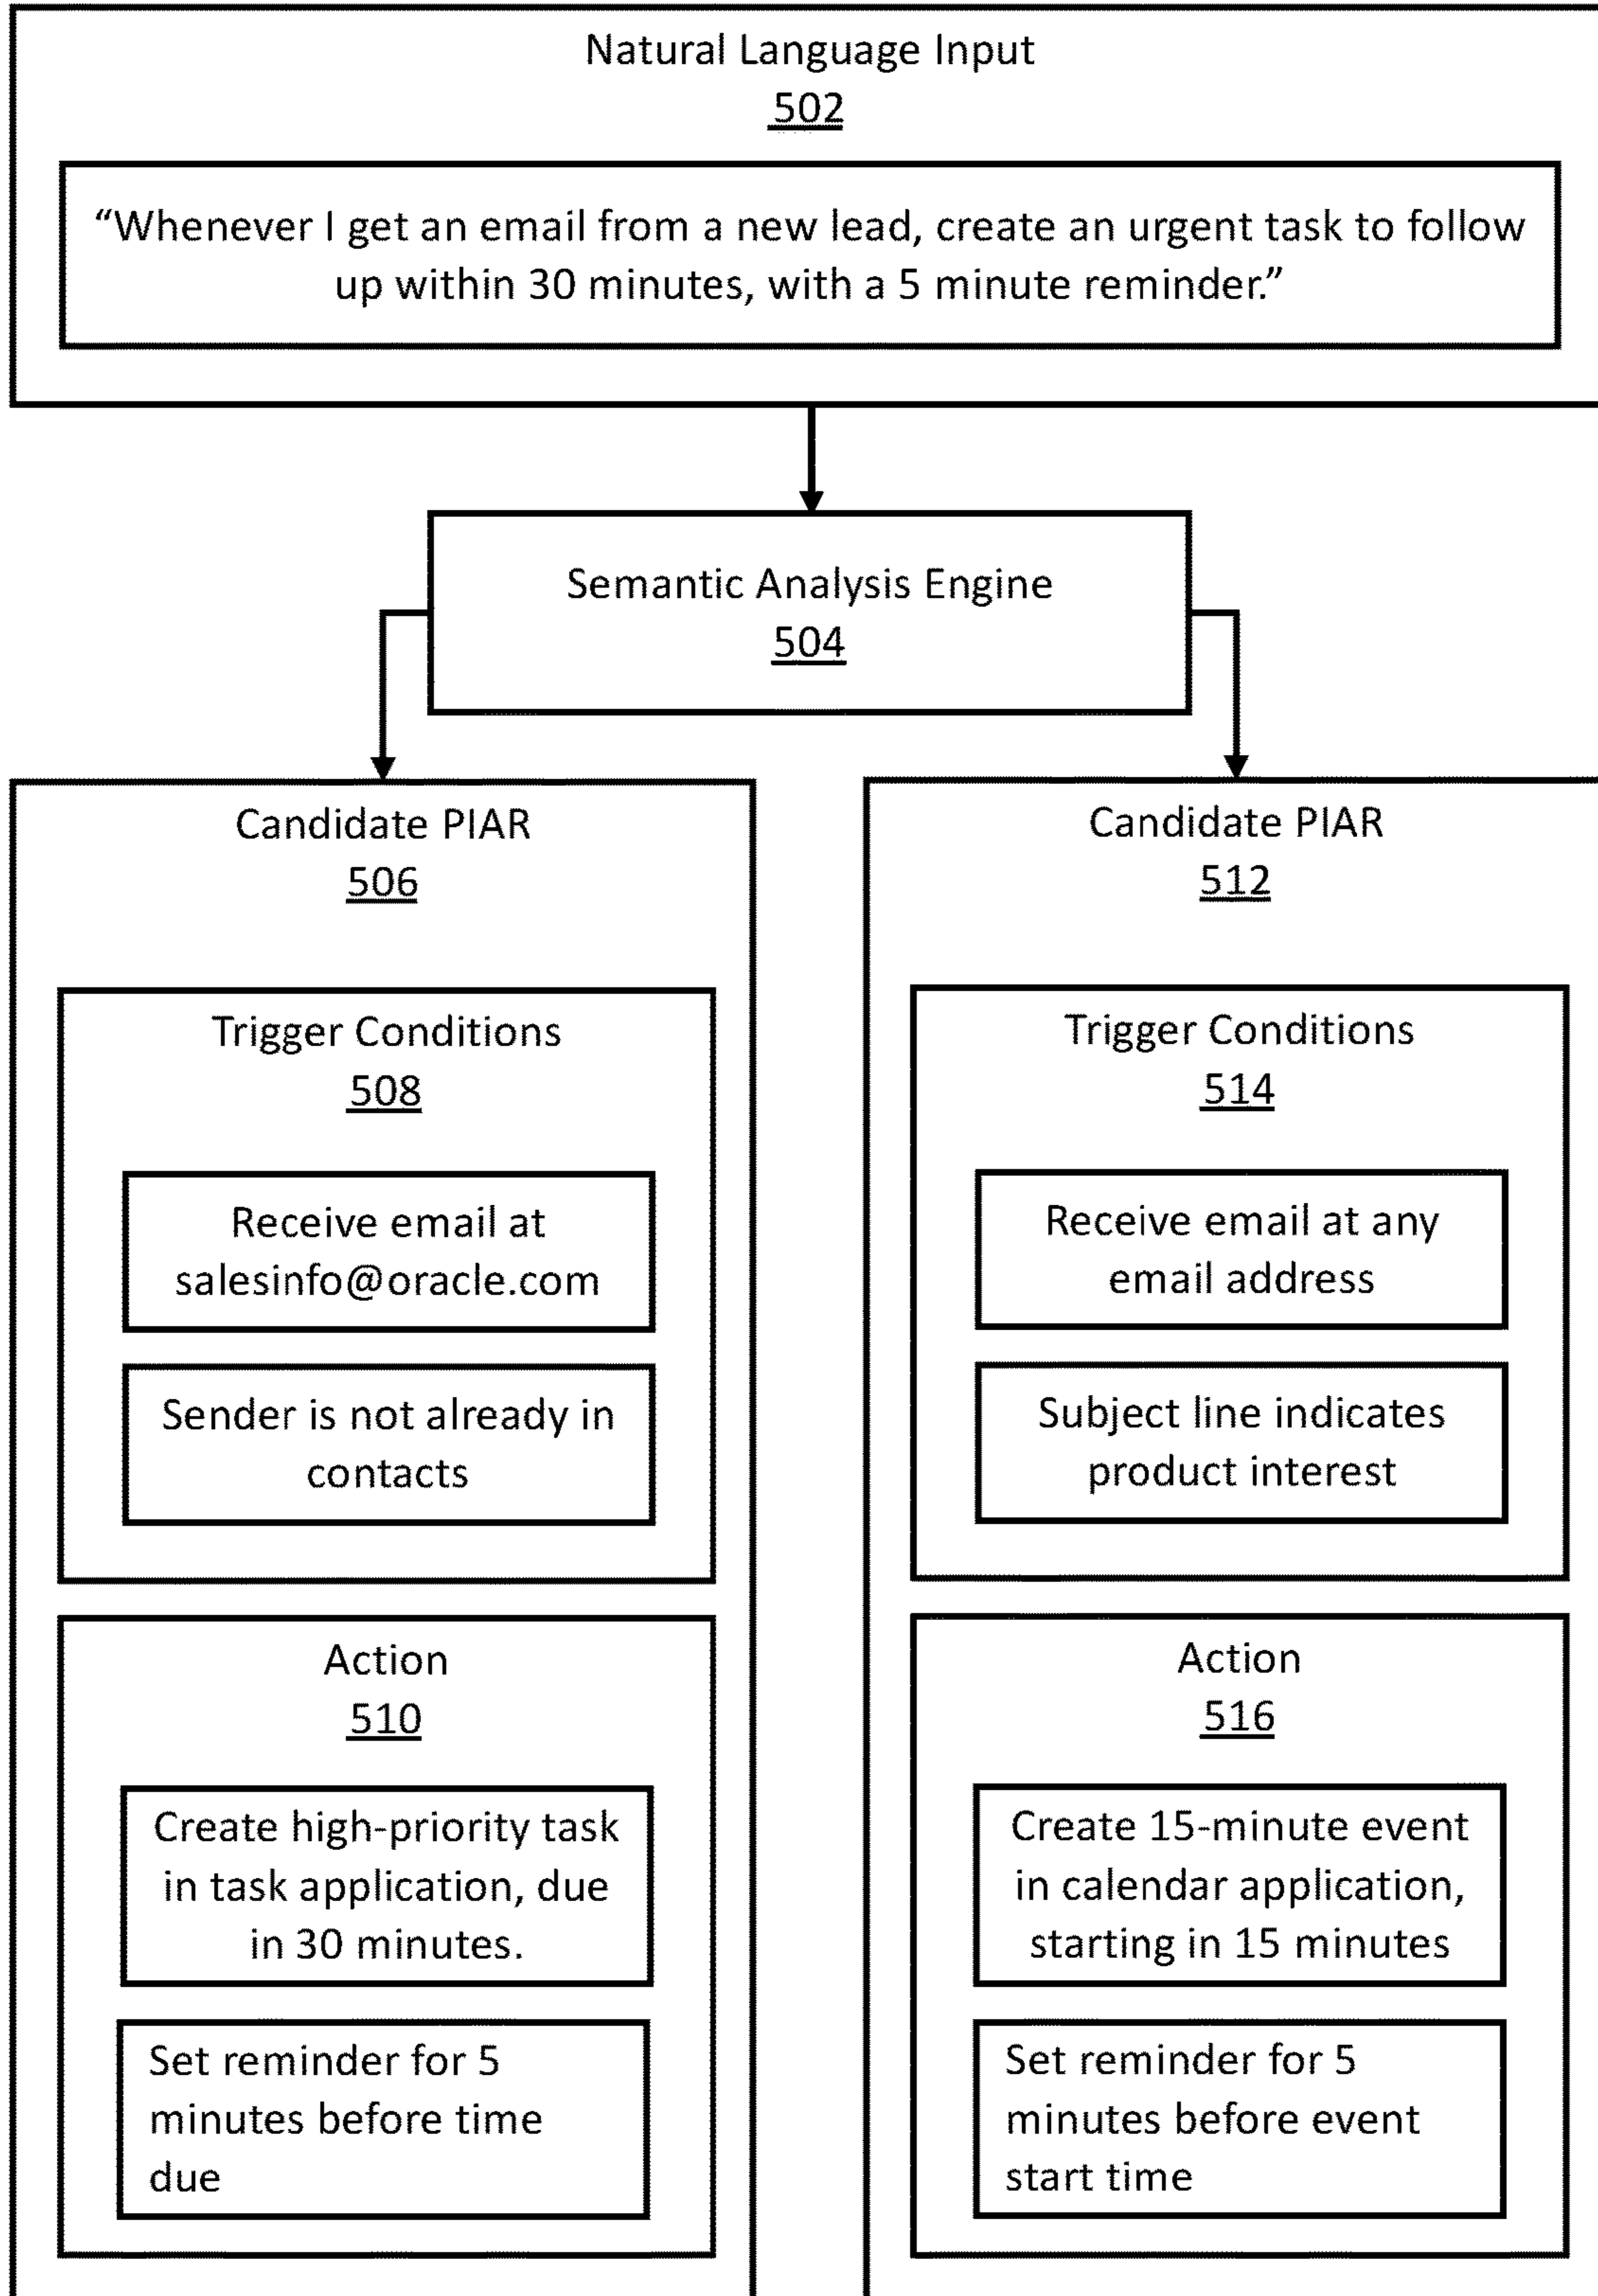 Natural Language Input
502
“Whenever I get an email from a new lead, create an urgent task to follow
up within 30 minutes, with a 5 minute reminder.”
Semantic Analysis Engine
504
Candidate PIAR
506
Trigger Conditions
508
Receive email at
salesinfo@oracle.com
Sender is not already in
contacts
Action
510
Create high-priority task
in task application, due
in 30 minutes.
Set reminder for 5
minutes before time
due
Candidate PIAR
512
Trigger Conditions
514
Receive email at any
email address
Subject line indicates
product interest
Action
516
Create 15-minute event
in calendar application,
starting in 15 minutes
Set reminder for 5
minutes before event
start time